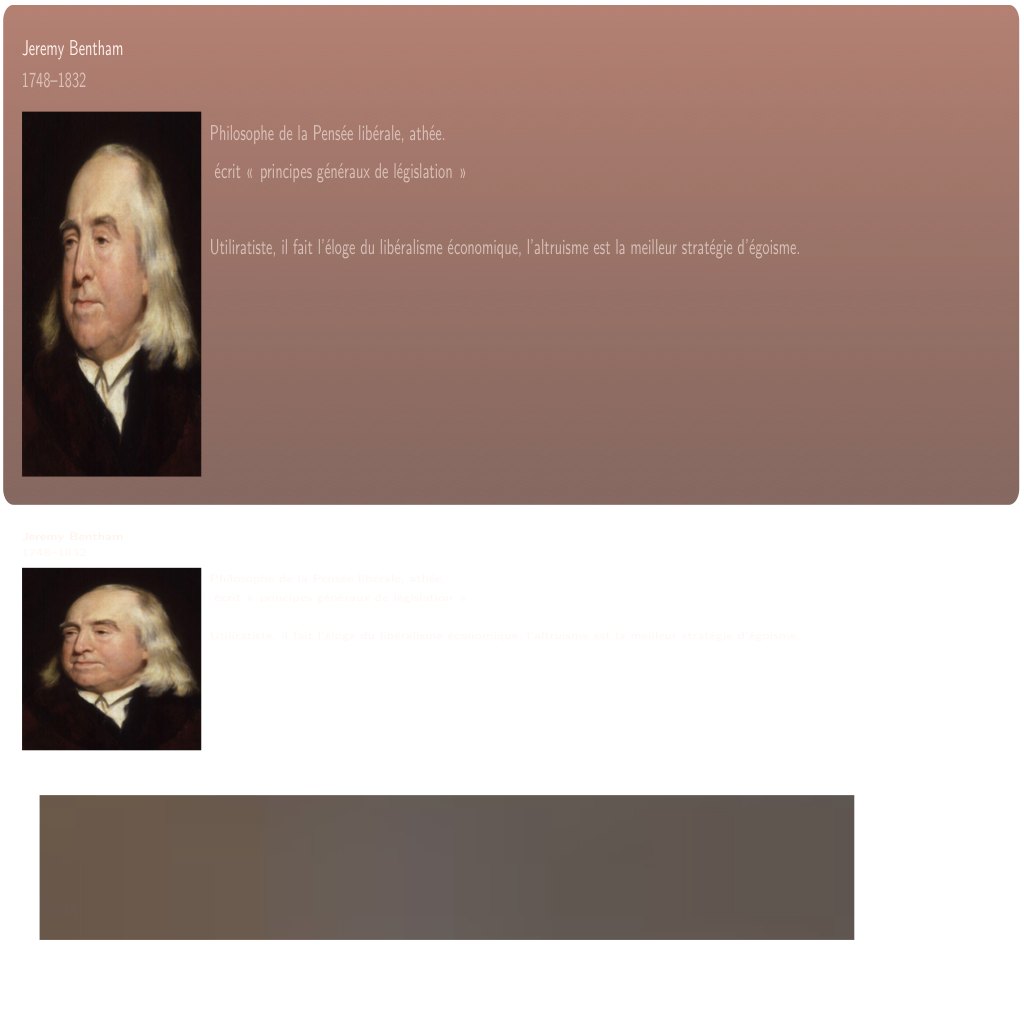 Jeremy Bentham
1748–1832
Philosophe de la Pensée libérale, athée.
écrit « principes généraux de législation »
Utiliratiste, il fait l'éloge du libéralisme économique, l'altruisme est la meilleur stratégie d'égoisme.
Jeremy Bentham
1748–1832
Philosophe de la Pensée libérale, athée.
écrit « principes généraux de législation »
Utiliratiste, il fait l'éloge du libéralisme économique, l'altruisme est la meilleur stratégie d'égoisme.